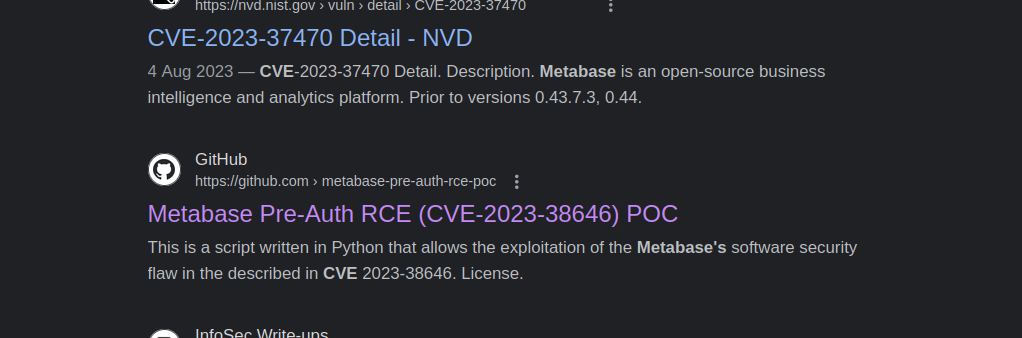 https://nvd.nist.gov › vuln › detail › CVE-2023-37470
CVE-2023-37470 Detail - NVD
4 Aug 2023 — CVE-2023-37470 Detail. Description. Metabase is an open-source business
intelligence and analytics platform. Prior to versions 0.43.7.3, 0.44.
GitHub
https://github.com › metabase-pre-auth-rce-poc
Metabase Pre-Auth RCE (CVE-2023-38646) POC
This is a script written in Python that allows the exploitation of the Metabase's software security
flaw in the described in CVE 2023-38646. License.
InfoSec Write-ups